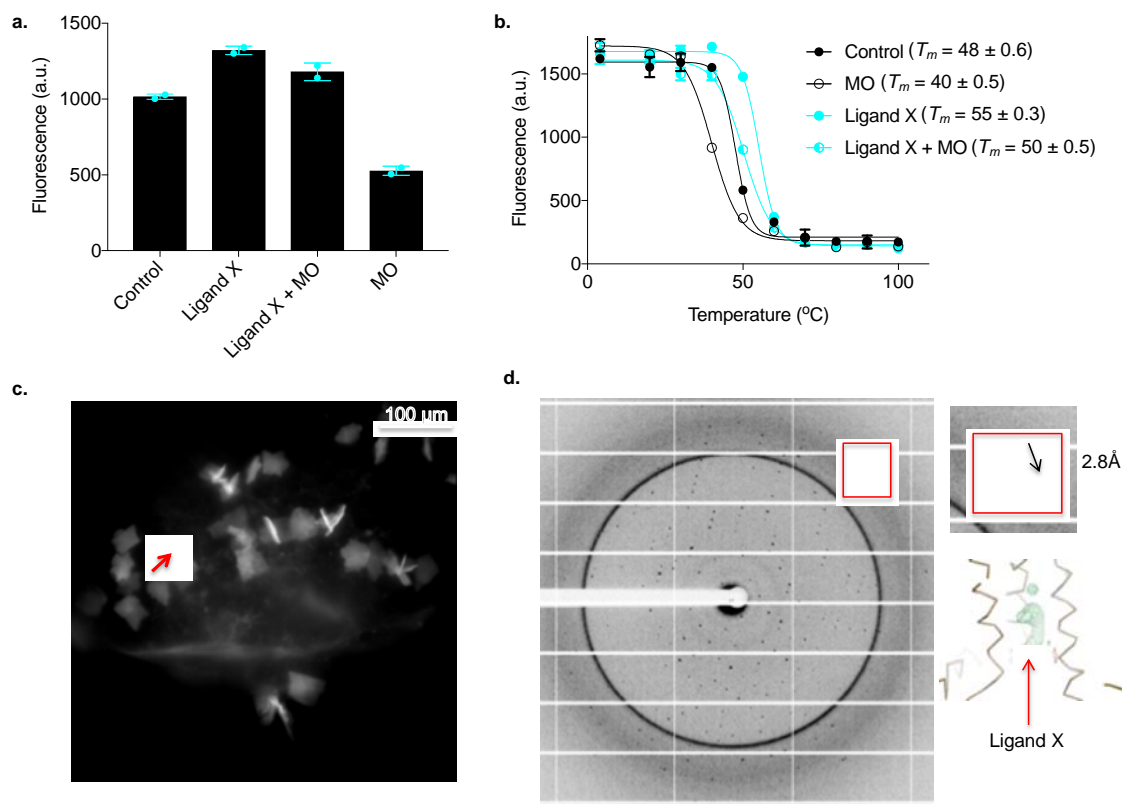 a.
1500
1000
500
0
Fluorescence (a.u.)
Control
Ligand X
Ligand X + MO
MO
b.
1500
1000
500
0
Fluorescence (a.u.)
0
50
100
Temperature (°C)
Control (Tm = 48 ± 0.6)
MO (Tm = 40 ± 0.5)
Ligand X (Tm = 55 ± 0.3)
Ligand X + MO (Tm = 50 ± 0.5)
c.
100 µm
d.
2.8Å
Ligand X